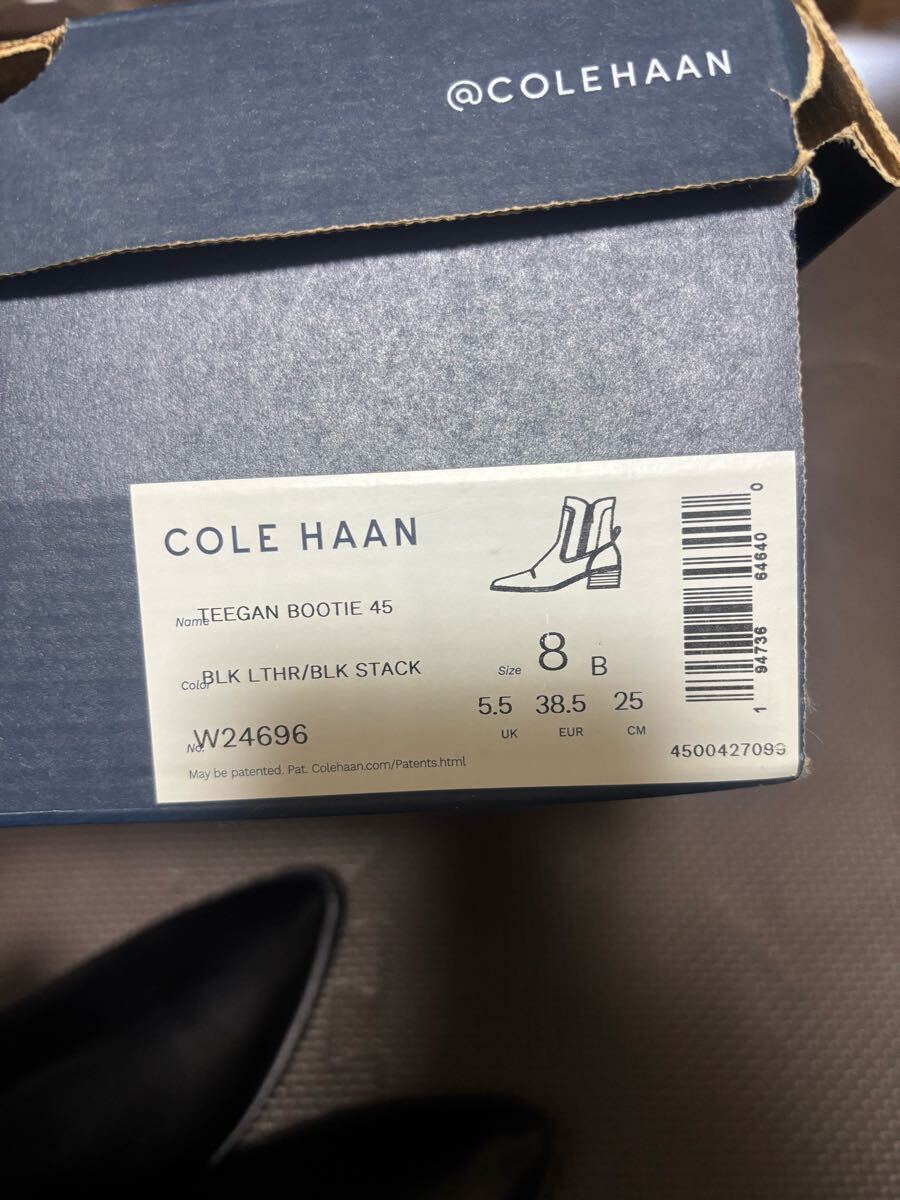 @COLEHAAN
COLE HAAN
Name TEEGAN BOOTIE 45
Color BLK LTHR/BLK STACK
No. W24696
May be patented. Pat. Colehaan.com/Patents.html
Size 8 B
5.5 38.5 25
UK EUR CM
1 94736 64640 0
4500427099